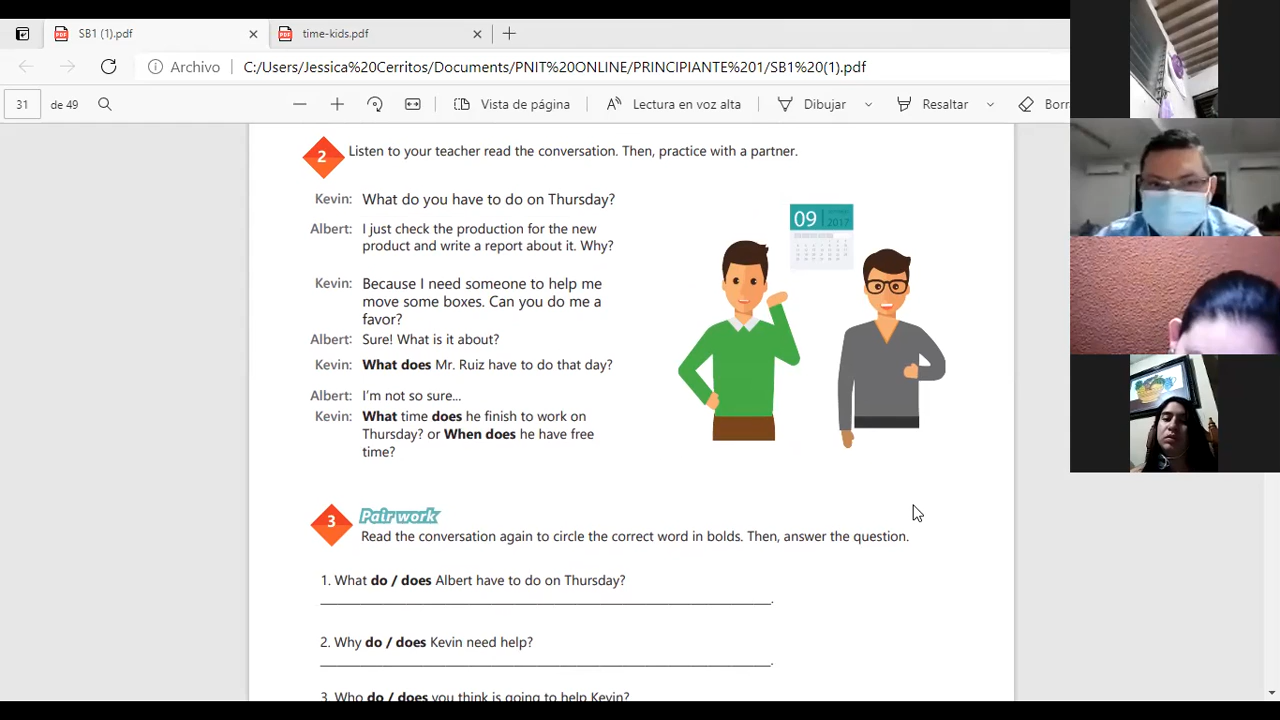 SB1 (1).pdf
time-kids.pdf
Archivo
C:/Users/Jessica%20Cerritos/Documents/PNIT%20ONLINE/PRINCIPIANTE%201/SB1%20(1).pdf
31 de 49
Vista de página
Lectura en voz alta
Dibujar
Resaltar
Borr
2 Listen to your teacher read the conversation. Then, practice with a partner.
Kevin: What do you have to do on Thursday?
Albert: I just check the production for the new
product and write a report about it. Why?
Kevin: Because I need someone to help me
move some boxes. Can you do me a
favor?
Albert: Sure! What is it about?
Kevin: What does Mr. Ruiz have to do that day?
Albert: I'm not so sure...
Kevin: What time does he finish to work on
Thursday? or When does he have free
time?
09
2017
3 Pair work
Read the conversation again to circle the correct word in bolds. Then, answer the question.
1. What do / does Albert have to do on Thursday?
2. Why do / does Kevin need help?
3. Who do / does you think is going to help Kevin?